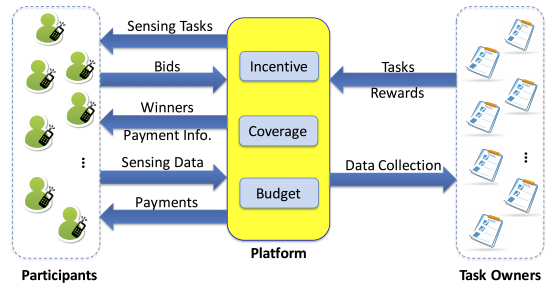 Sensing Tasks
Bids
Winners
Payment Info.
Sensing Data
Payments
Incentive
Coverage
Budget
Tasks
Rewards
Data Collection
Participants
Platform
Task Owners